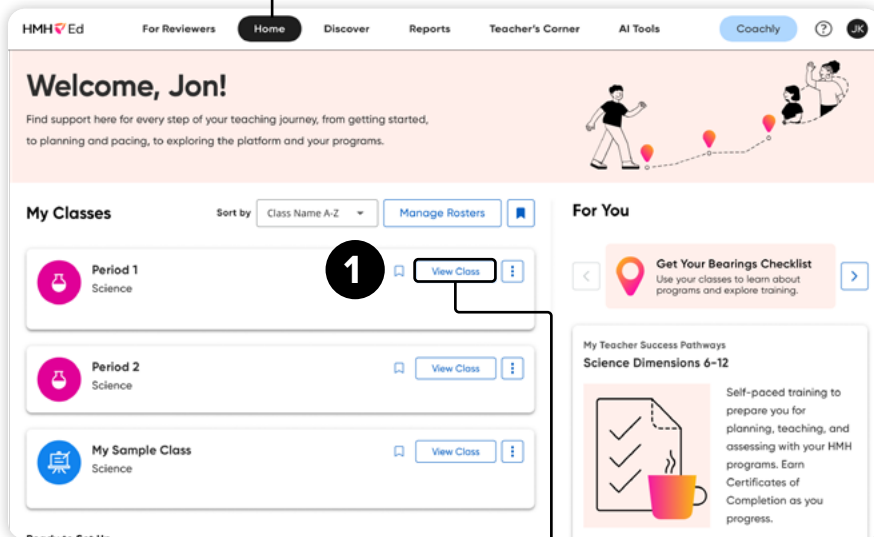 HMH Ed
For Reviewers
Home
Discover
Reports
Teacher's Corner
AI Tools
Coachly
?
JK
Welcome, Jon!
Find support here for every step of your teaching journey, from getting started,
to planning and pacing, to exploring the platform and your programs.
My Classes
Sort by
Class Name A-Z
Manage Rosters
1
Period 1
Science
View Class
Period 2
Science
View Class
My Sample Class
Science
View Class
For You
Get Your Bearings Checklist
Use your classes to learn about
programs and explore training.
My Teacher Success Pathways
Science Dimensions 6–12
Self-paced training to
prepare you for
planning, teaching, and
assessing with your HMH
programs. Earn
Certificates of
Completion as you
progress.